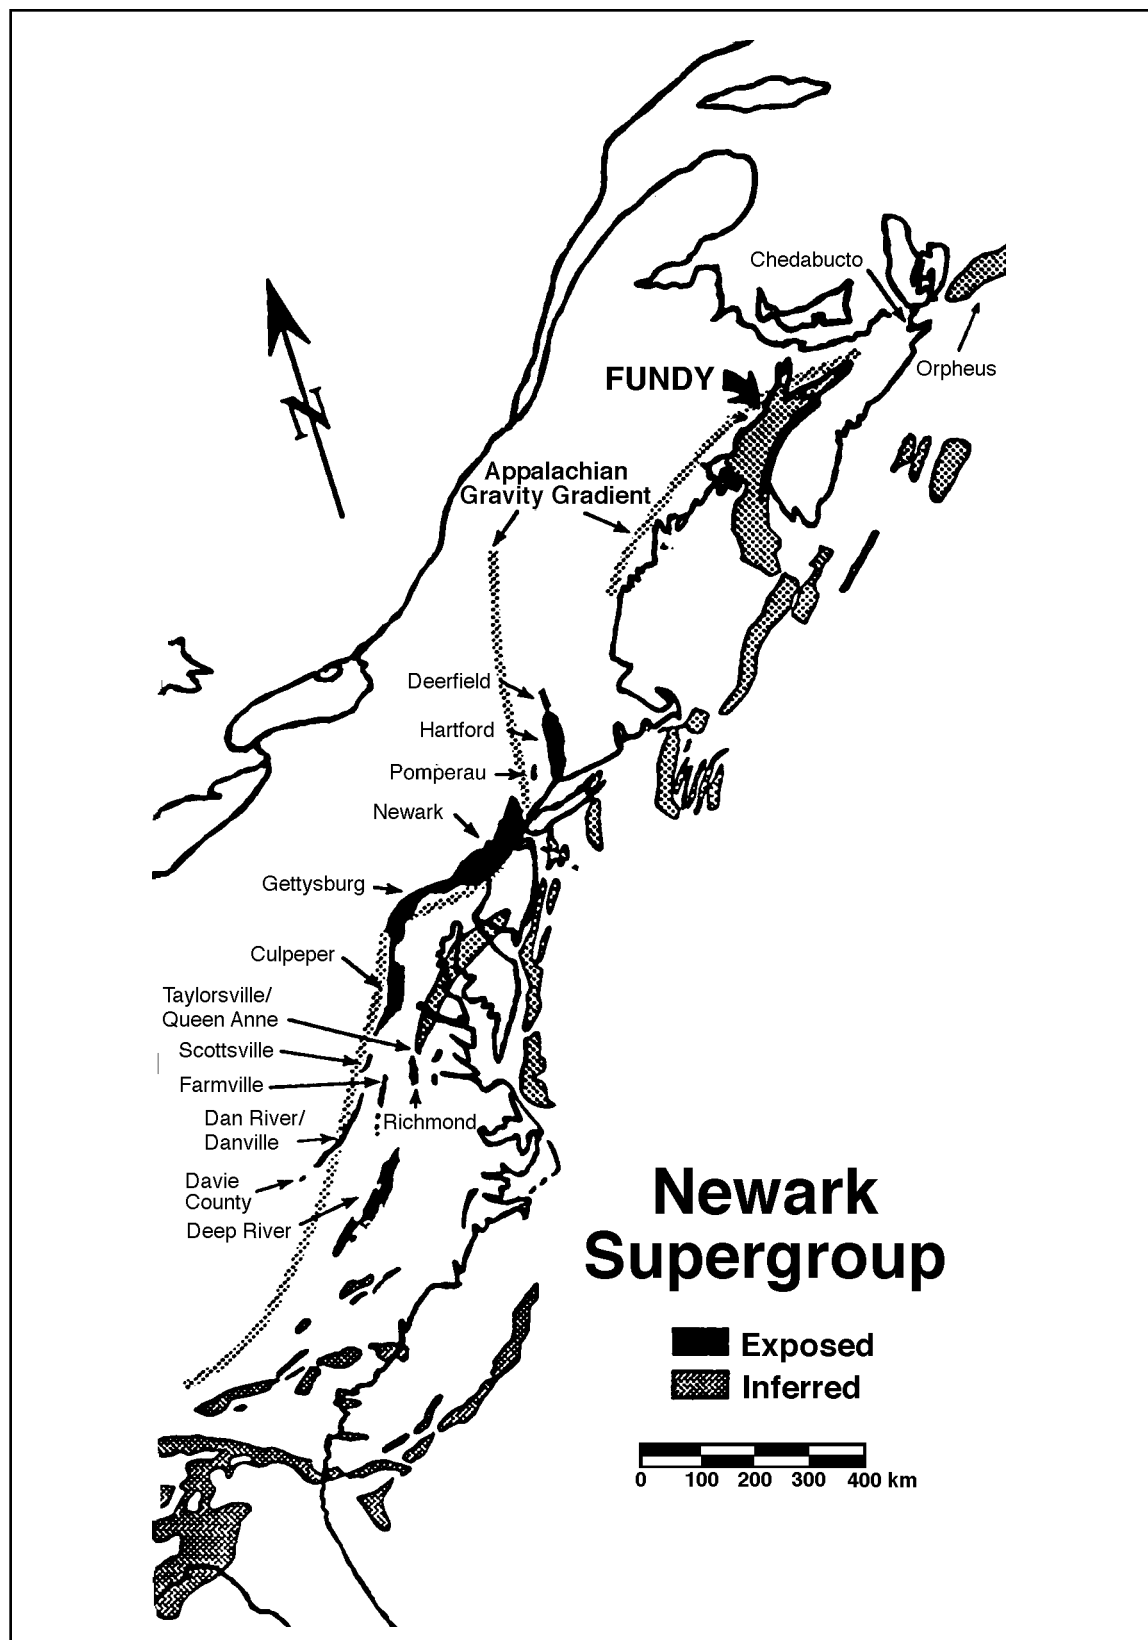 Chedabucto
Orpheus
FUNDY
N
Appalachian
Gravity Gradient
Deerfield
Hartford
Pomperau
Newark
Gettysburg
Culpeper
Taylorsville/
Queen Anne
Scottsville
Farmville
Richmond
Dan River/
Danville
Davie
County
Deep River
Newark
Supergroup
Exposed
Inferred
0 100 200 300 400 km